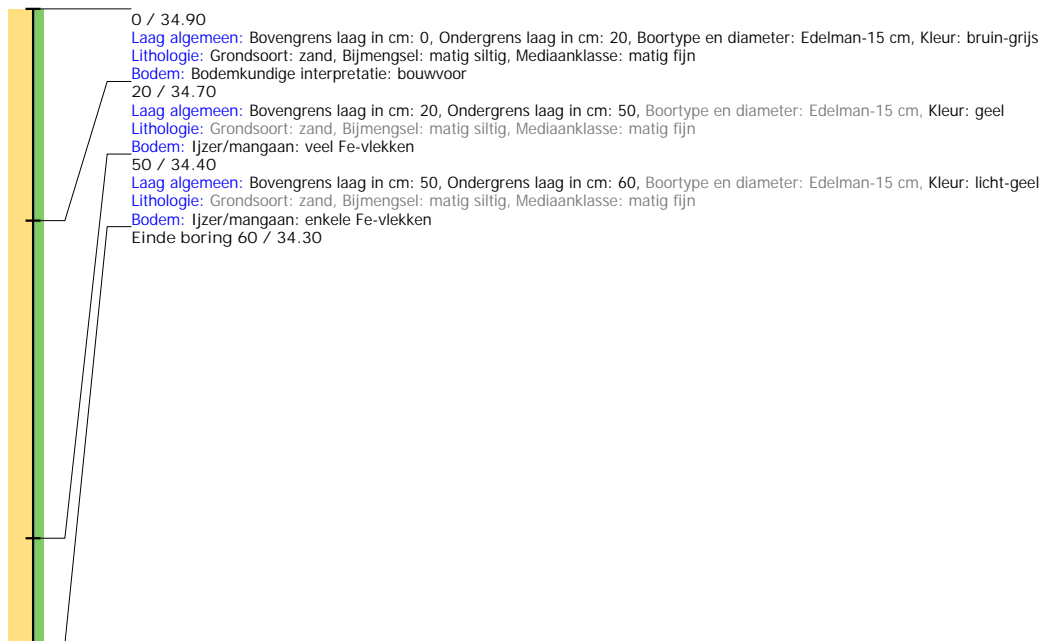 0 / 34.90
Laag algemeen: Bovengrens laag in cm: 0, Ondergrens laag in cm: 20, Boortype en diameter: Edelman-15 cm, Kleur: bruin-grijs
Lithologie: Grondsoort: zand, Bijmengsel: matig siltig, Mediaanklasse: matig fijn
Bodem: Bodemkundige interpretatie: bouwvoor
20 / 34.70
Laag algemeen: Bovengrens laag in cm: 20, Ondergrens laag in cm: 50, Boortype en diameter: Edelman-15 cm, Kleur: geel
Lithologie: Grondsoort: zand, Bijmengsel: matig siltig, Mediaanklasse: matig fijn
Bodem: Ijzer/mangaan: veel Fe-vlekken
50 / 34.40
Laag algemeen: Bovengrens laag in cm: 50, Ondergrens laag in cm: 60, Boortype en diameter: Edelman-15 cm, Kleur: licht-geel
Lithologie: Grondsoort: zand, Bijmengsel: matig siltig, Mediaanklasse: matig fijn
Bodem: Ijzer/mangaan: enkele Fe-vlekken
Einde boring 60 / 34.30